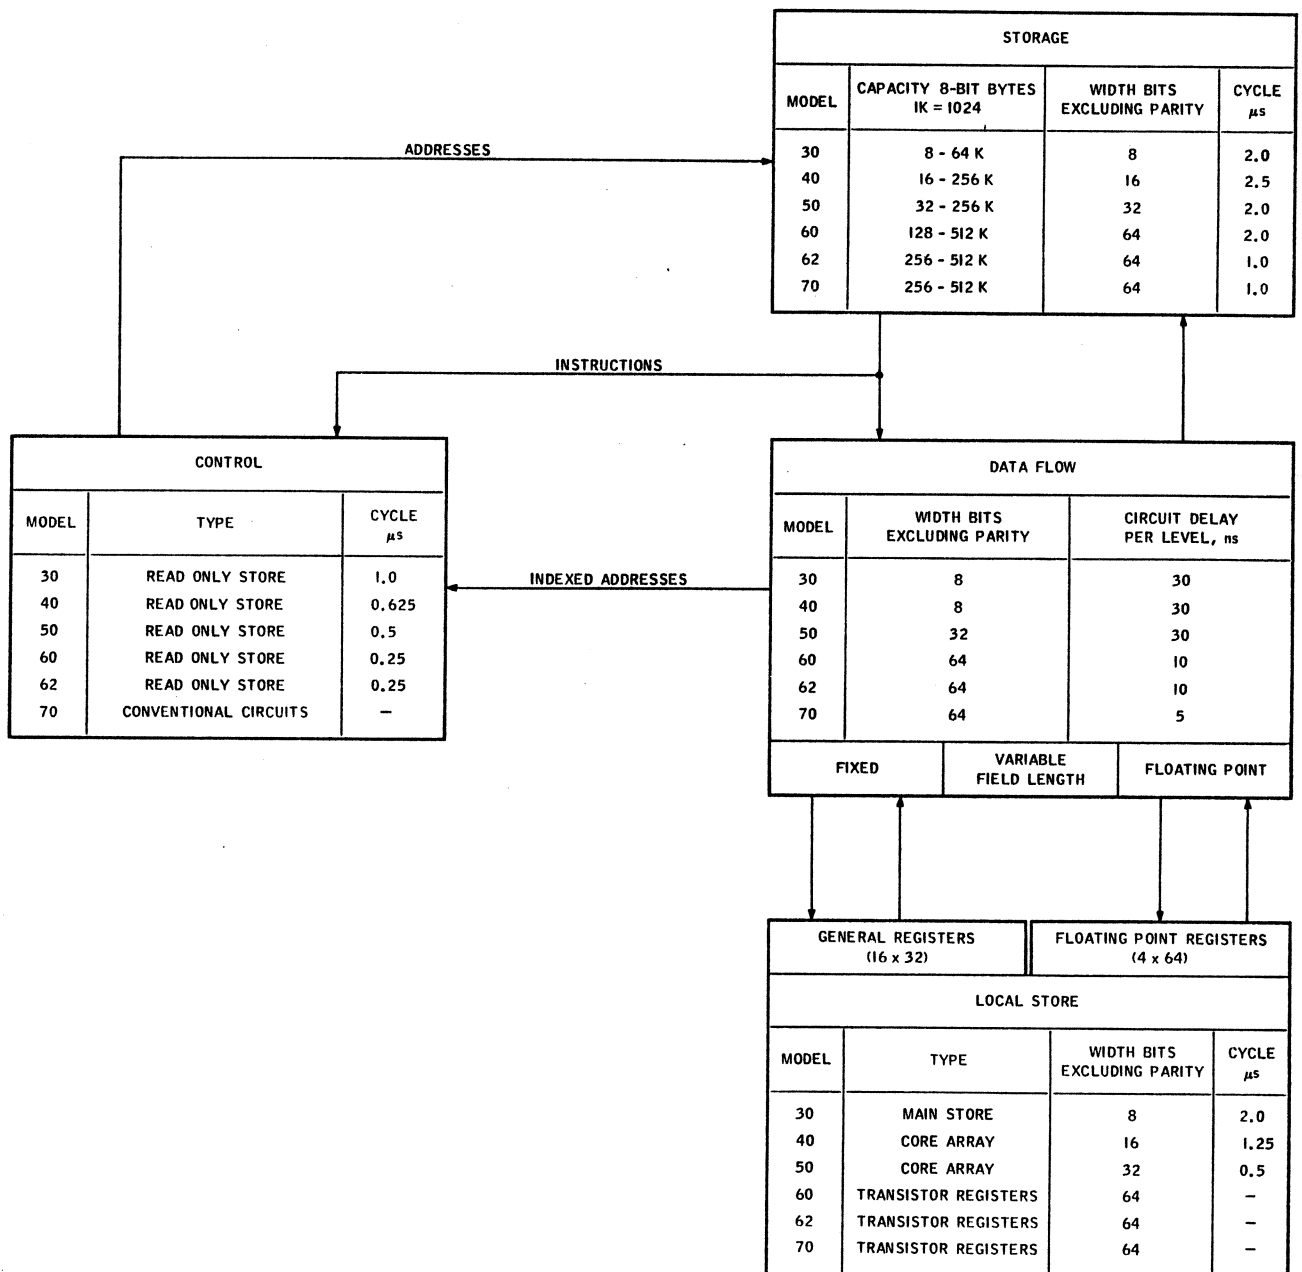 STORAGE
MODEL CAPACITY 8-BIT BYTES WIDTH BITS CYCLE
1K = 1024 EXCLUDING PARITY µs
30 8 - 64 K 8 2.0
40 16 - 256 K 16 2.5
50 32 - 256 K 32 2.0
60 128 - 512 K 64 2.0
62 256 - 512 K 64 1.0
70 256 - 512 K 64 1.0
ADDRESSES
INSTRUCTIONS
CONTROL
MODEL TYPE CYCLE
µs
30 READ ONLY STORE 1.0
40 READ ONLY STORE 0.625
50 READ ONLY STORE 0.5
60 READ ONLY STORE 0.25
62 READ ONLY STORE 0.25
70 CONVENTIONAL CIRCUITS –
INDEXED ADDRESSES
DATA FLOW
MODEL WIDTH BITS CIRCUIT DELAY
EXCLUDING PARITY PER LEVEL, ns
30 8 30
40 8 30
50 32 30
60 64 10
62 64 10
70 64 5
FIXED VARIABLE FLOATING POINT
FIELD LENGTH
GENERAL REGISTERS FLOATING POINT REGISTERS
(16 x 32) (4 x 64)
LOCAL STORE
MODEL TYPE WIDTH BITS CYCLE
EXCLUDING PARITY µs
30 MAIN STORE 8 2.0
40 CORE ARRAY 16 1.25
50 CORE ARRAY 32 0.5
60 TRANSISTOR REGISTERS 64 –
62 TRANSISTOR REGISTERS 64 –
70 TRANSISTOR REGISTERS 64 –